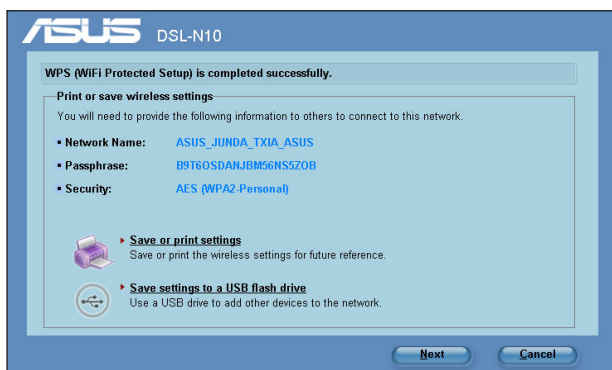 ASUS DSL-N10
WPS (WiFi Protected Setup) is completed successfully.
Print or save wireless settings
You will need to provide the following information to others to connect to this network.
Network Name: ASUS_JUNDA_TXIA_ASUS
Passphrase: B9T6OSDANJBM56NS5ZOB
Security: AES (WPA2-Personal)
Save or print settings
Save or print the wireless settings for future reference.
Save settings to a USB flash drive
Use a USB drive to add other devices to the network.
Next Cancel